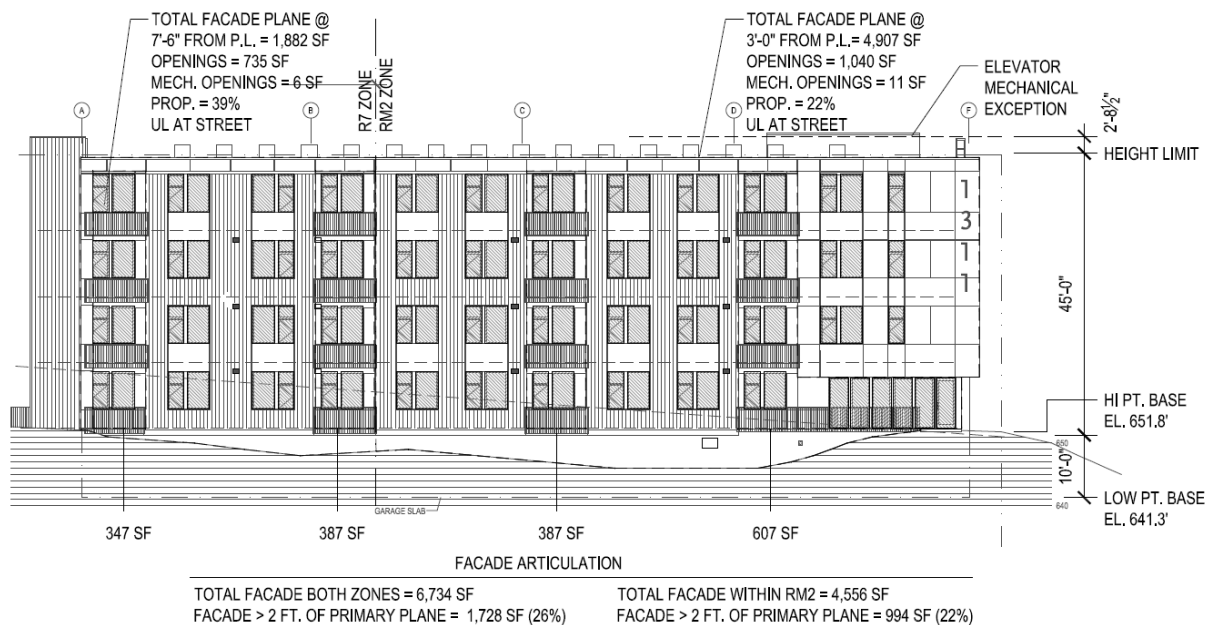 TOTAL FACADE PLANE @
7'-6" FROM P.L. = 1,882 SF
OPENINGS = 735 SF
MECH. OPENINGS = 6 SF
PROP. = 39%
UL AT STREET
R7 ZONE
RM2 ZONE
TOTAL FACADE PLANE @
3'-0" FROM P.L. = 4,907 SF
OPENINGS = 1,040 SF
MECH. OPENINGS = 11 SF
PROP. = 22%
UL AT STREET
ELEVATOR
MECHANICAL
EXCEPTION
A
B
C
D
F
2'-8½"
HEIGHT LIMIT
1
3
1
1
45'-0"
HI PT. BASE
EL. 651.8'
650
10'-0"
LOW PT. BASE
EL. 641.3'
640
GARAGE SLAB
347 SF
387 SF
387 SF
607 SF
FACADE ARTICULATION
TOTAL FACADE BOTH ZONES = 6,734 SF
FACADE > 2 FT. OF PRIMARY PLANE = 1,728 SF (26%)
TOTAL FACADE WITHIN RM2 = 4,556 SF
FACADE > 2 FT. OF PRIMARY PLANE = 994 SF (22%)